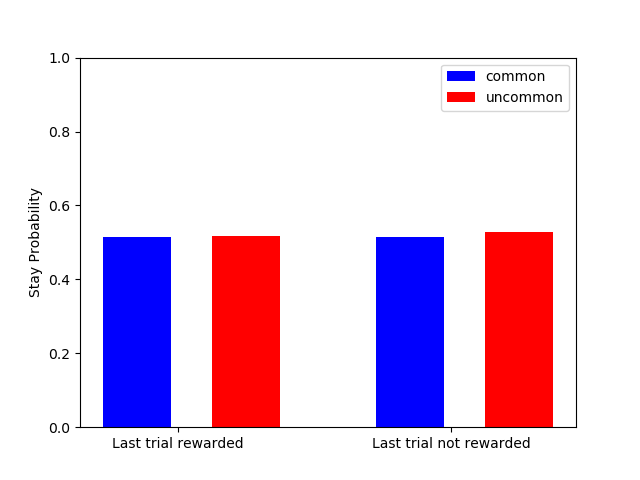 1.0
0.8
0.6
0.4
0.2
0.0
Stay Probability
common
uncommon
Last trial rewarded
Last trial not rewarded